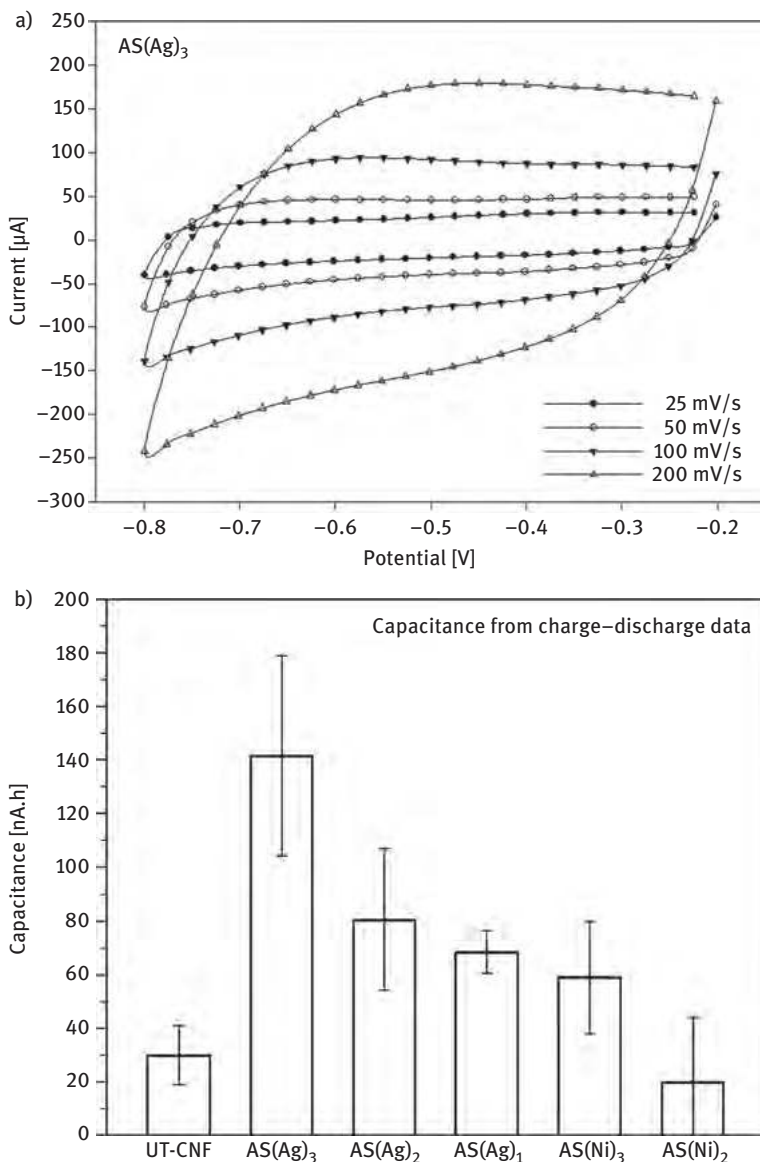 a)
AS(Ag)₃
250
200
150
100
50
0
−50
−100
−150
−200
−250
−300
Current [µA]
25 mV/s
50 mV/s
100 mV/s
200 mV/s
−0.8 −0.7 −0.6 −0.5 −0.4 −0.3 −0.2
Potential [V]
b)
Capacitance from charge–discharge data
200
180
160
140
120
100
80
60
40
20
0
Capacitance [nA.h]
UT-CNF AS(Ag)₃ AS(Ag)₂ AS(Ag)₁ AS(Ni)₃ AS(Ni)₂